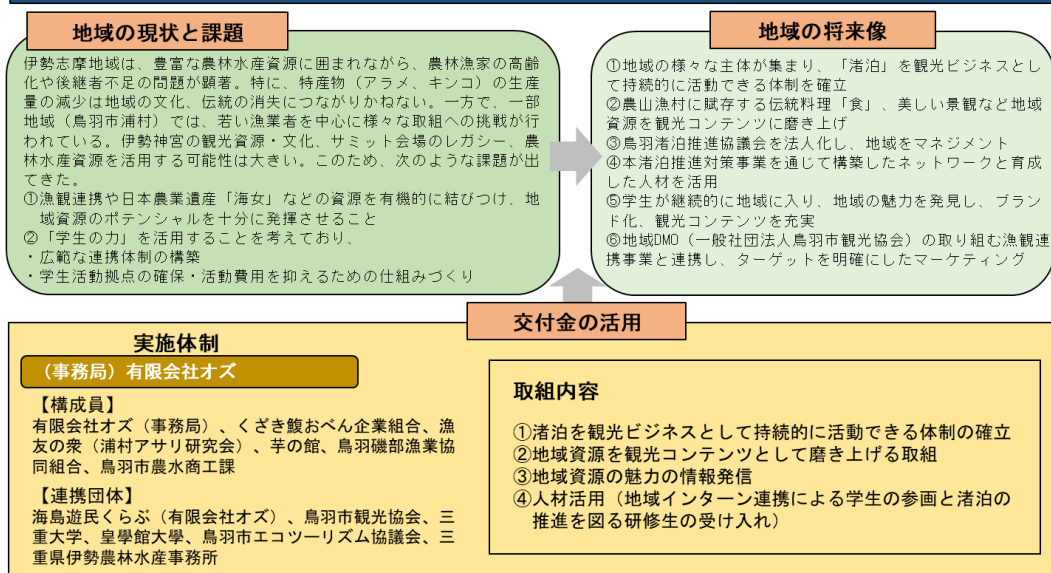 地域の現状と課題
伊勢志摩地域は、豊富な農林水産資源に囲まれながら、農林漁家の高齢
化や後継者不足の問題が顕著。特に、特産物（アラメ、キンコ）の生産
量の減少は地域の文化、伝統の消失につながりかねない。一方で、一部
地域（鳥羽市浦村）では、若い漁業者を中心に様々な取組への挑戦が行
われている。伊勢神宮の観光資源・文化、サミット会場のレガシー、農
林水産資源を活用する可能性は大きい。このため、次のような課題が出
てきた。
①漁観連携や日本農業遺産「海女」などの資源を有機的に結びつけ、地
域資源のポテンシャルを十分に発揮させること
②「学生の力」を活用することを考えており、
・広範な連携体制の構築
・学生活動拠点の確保・活動費用を抑えるための仕組みづくり
地域の将来像
①地域の様々な主体が集まり、「渚泊」を観光ビジネスとし
て持続的に活動できる体制を確立
②農山漁村に賦存する伝統料理「食」、美しい景観など地域
資源を観光コンテンツに磨き上げ
③鳥羽渚泊推進協議会を法人化し、地域をマネジメント
④本渚泊推進対策事業を通じて構築したネットワークと育成
した人材を活用
⑤学生が継続的に地域に入り、地域の魅力を発見し、ブラン
ド化、観光コンテンツを充実
⑥地域DMO（一般社団法人鳥羽市観光協会）の取り組む漁観連
携事業と連携し、ターゲットを明確にしたマーケティング
交付金の活用
実施体制
（事務局）有限会社オズ
【構成員】
有限会社オズ（事務局）、くざき鰒おべん企業組合、漁
友の衆（浦村アサリ研究会）、芋の館、鳥羽磯部漁業協
同組合、鳥羽市農水商工課
【連携団体】
海島遊民くらぶ（有限会社オズ）、鳥羽市観光協会、三
重大学、皇學館大學、鳥羽市エコツーリズム協議会、三
重県伊勢農林水産事務所
取組内容
①渚泊を観光ビジネスとして持続的に活動できる体制の確立
②地域資源を観光コンテンツとして磨き上げる取組
③地域資源の魅力の情報発信
④人材活用（地域インターン連携による学生の参画と渚泊の
推進を図る研修生の受け入れ）